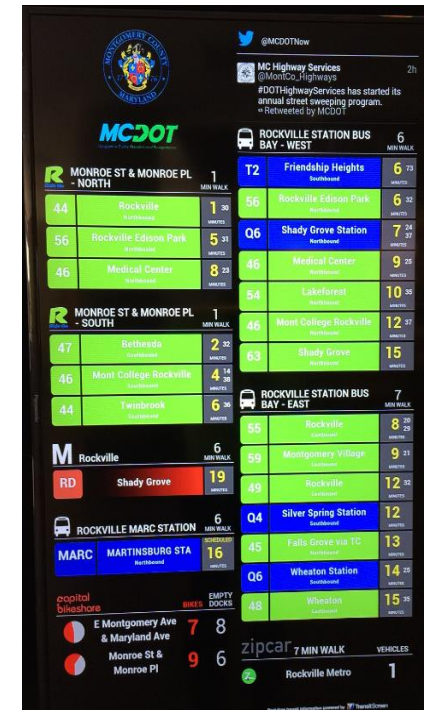 MONTGOMERY COUNTY
MARYLAND
MCDOT
Ride On
MONROE ST & MONROE PL
- NORTH
1
MIN WALK
44 Rockville Northbound 1 30 MINUTES
56 Rockville Edison Park Northbound 5 31 MINUTES
46 Medical Center Northbound 8 23 MINUTES
Ride On
MONROE ST & MONROE PL
- SOUTH
1
MIN WALK
47 Bethesda Southbound 2 32 MINUTES
46 Mont College Rockville Southbound 4 14 38 MINUTES
44 Twinbrook Southbound 6 36 MINUTES
M Rockville
6
MIN WALK
RD Shady Grove 19 MINUTES
ROCKVILLE MARC STATION
6
MIN WALK
MARC MARTINSBURG STA Northbound SCHEDULED 16 MINUTES
capital
bikeshare
BIKES
EMPTY
DOCKS
E Montgomery Ave
& Maryland Ave
7 8
Monroe St &
Monroe Pl
9 6
@MCDOTNow
MC Highway Services 2h
@MontCo_Highways
#DOTHighwayServices has started its
annual street sweeping program.
Retweeted by MCDOT
ROCKVILLE STATION BUS
BAY - WEST
6
MIN WALK
T2 Friendship Heights Southbound 6 73 MINUTES
56 Rockville Edison Park Northbound 6 32 MINUTES
Q6 Shady Grove Station Northbound 7 24 37 MINUTES
46 Medical Center Northbound 9 25 MINUTES
54 Lakeforest Northbound 10 35 MINUTES
46 Mont College Rockville Southbound 12 37 MINUTES
63 Shady Grove Northbound 15 MINUTES
ROCKVILLE STATION BUS
BAY - EAST
7
MIN WALK
55 Rockville 8 20 29 MINUTES
59 Montgomery Village 9 21 MINUTES
49 Rockville 12 32 MINUTES
Q4 Silver Spring Station Southbound 12 MINUTES
45 Falls Grove via TC 13 MINUTES
Q6 Wheaton Station Southbound 14 25 MINUTES
48 Wheaton 15 35 MINUTES
zipcar 7 MIN WALK VEHICLES
Rockville Metro 1
Real-time transit information powered by TransitScreen